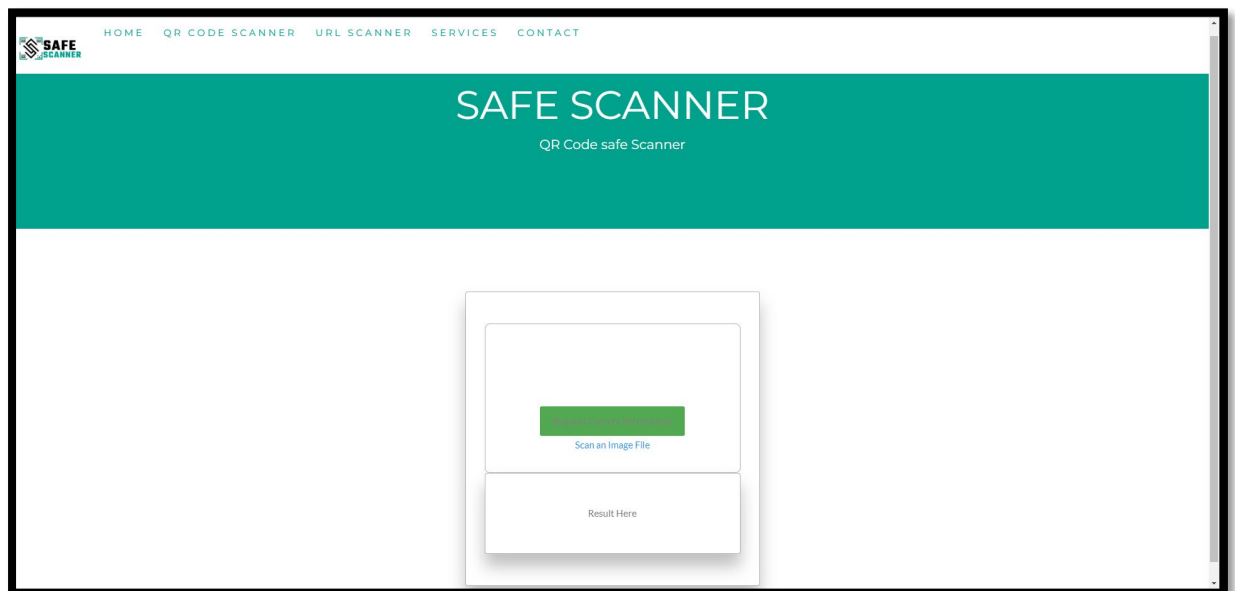 SAFE
SCANNER
HOME QR CODE SCANNER URL SCANNER SERVICES CONTACT
SAFE SCANNER
QR Code safe Scanner
Scan an Image File
Result Here